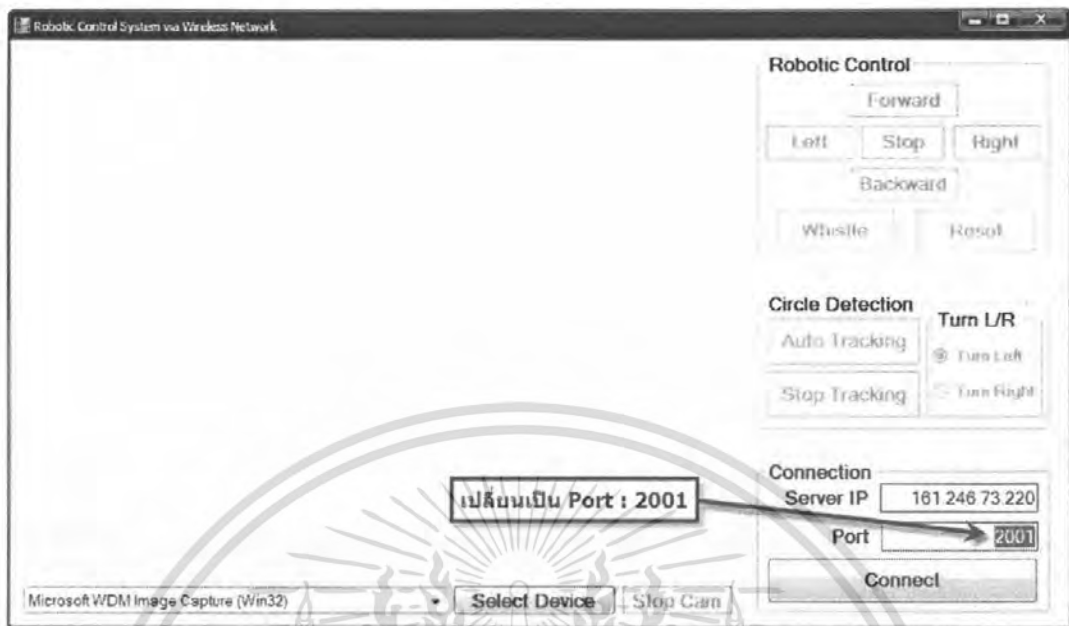 Robotic Control System via Wireless Network
Robotic Control
Forward
Left Stop Right
Backward
Whistle Reset
Circle Detection
Turn L/R
Auto Tracking
Turn Left
Stop Tracking
Turn Right
Connection
Server IP 161.246.73.220
เปลี่ยนเป็น Port : 2001
Port 2001
Connect
Microsoft WDM Image Capture (Win32) Select Device Stop Cam